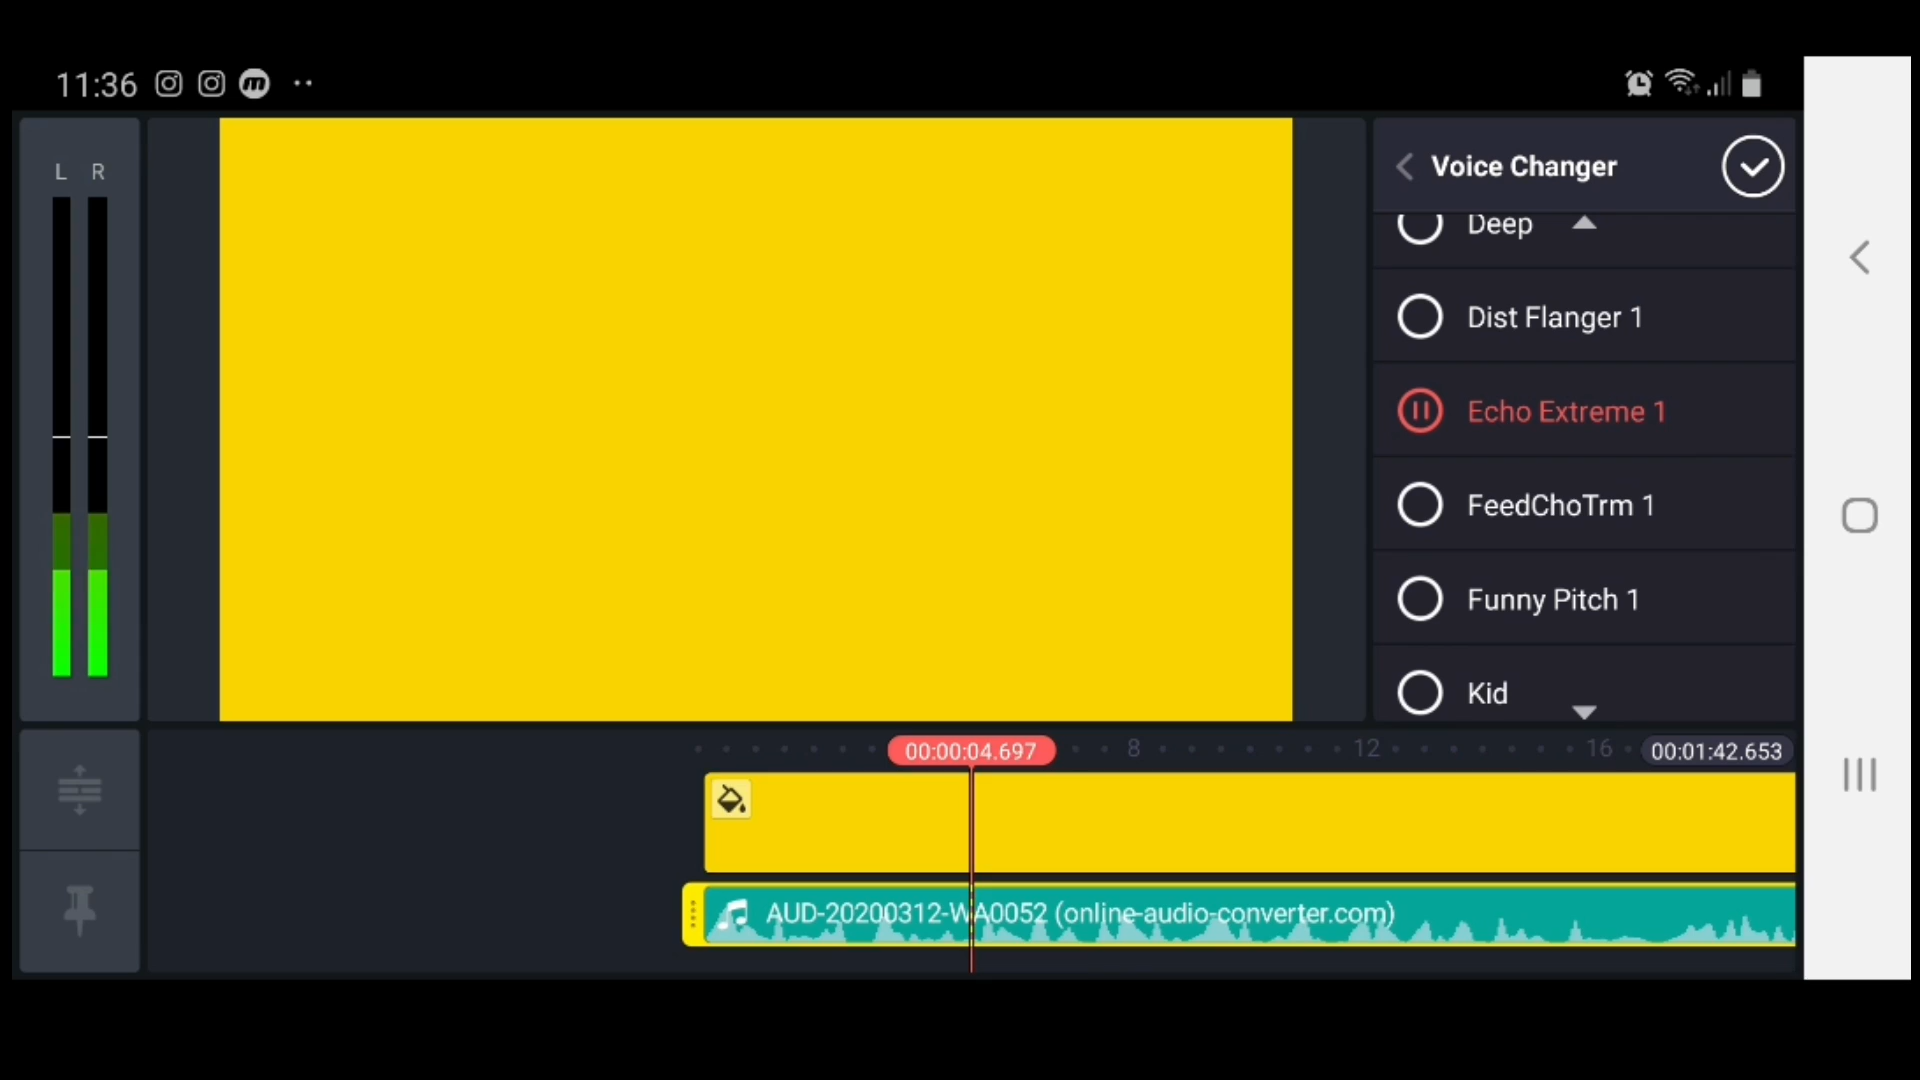 11:36
L R
Voice Changer
Deep
Dist Flanger 1
Echo Extreme 1
FeedChoTrm 1
Funny Pitch 1
Kid
00:00:04.697 8 12 16 00:01:42.653
AUD-20200312-WA0052 (online-audio-converter.com)